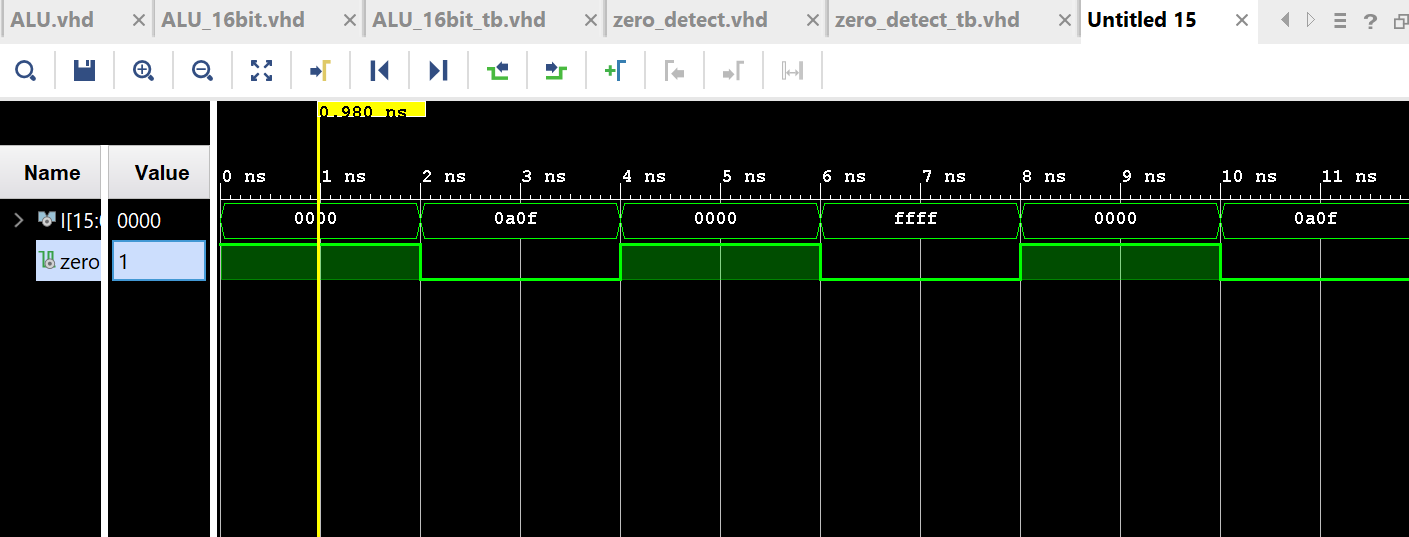 ALU.vhd ALU_16bit.vhd ALU_16bit_tb.vhd zero_detect.vhd zero_detect_tb.vhd Untitled 15
0.980 ns
Name Value
0 ns 1 ns 2 ns 3 ns 4 ns 5 ns 6 ns 7 ns 8 ns 9 ns 10 ns 11 ns
I[15:0 0000 0000 0a0f 0000 ffff 0000 0a0f
zero 1